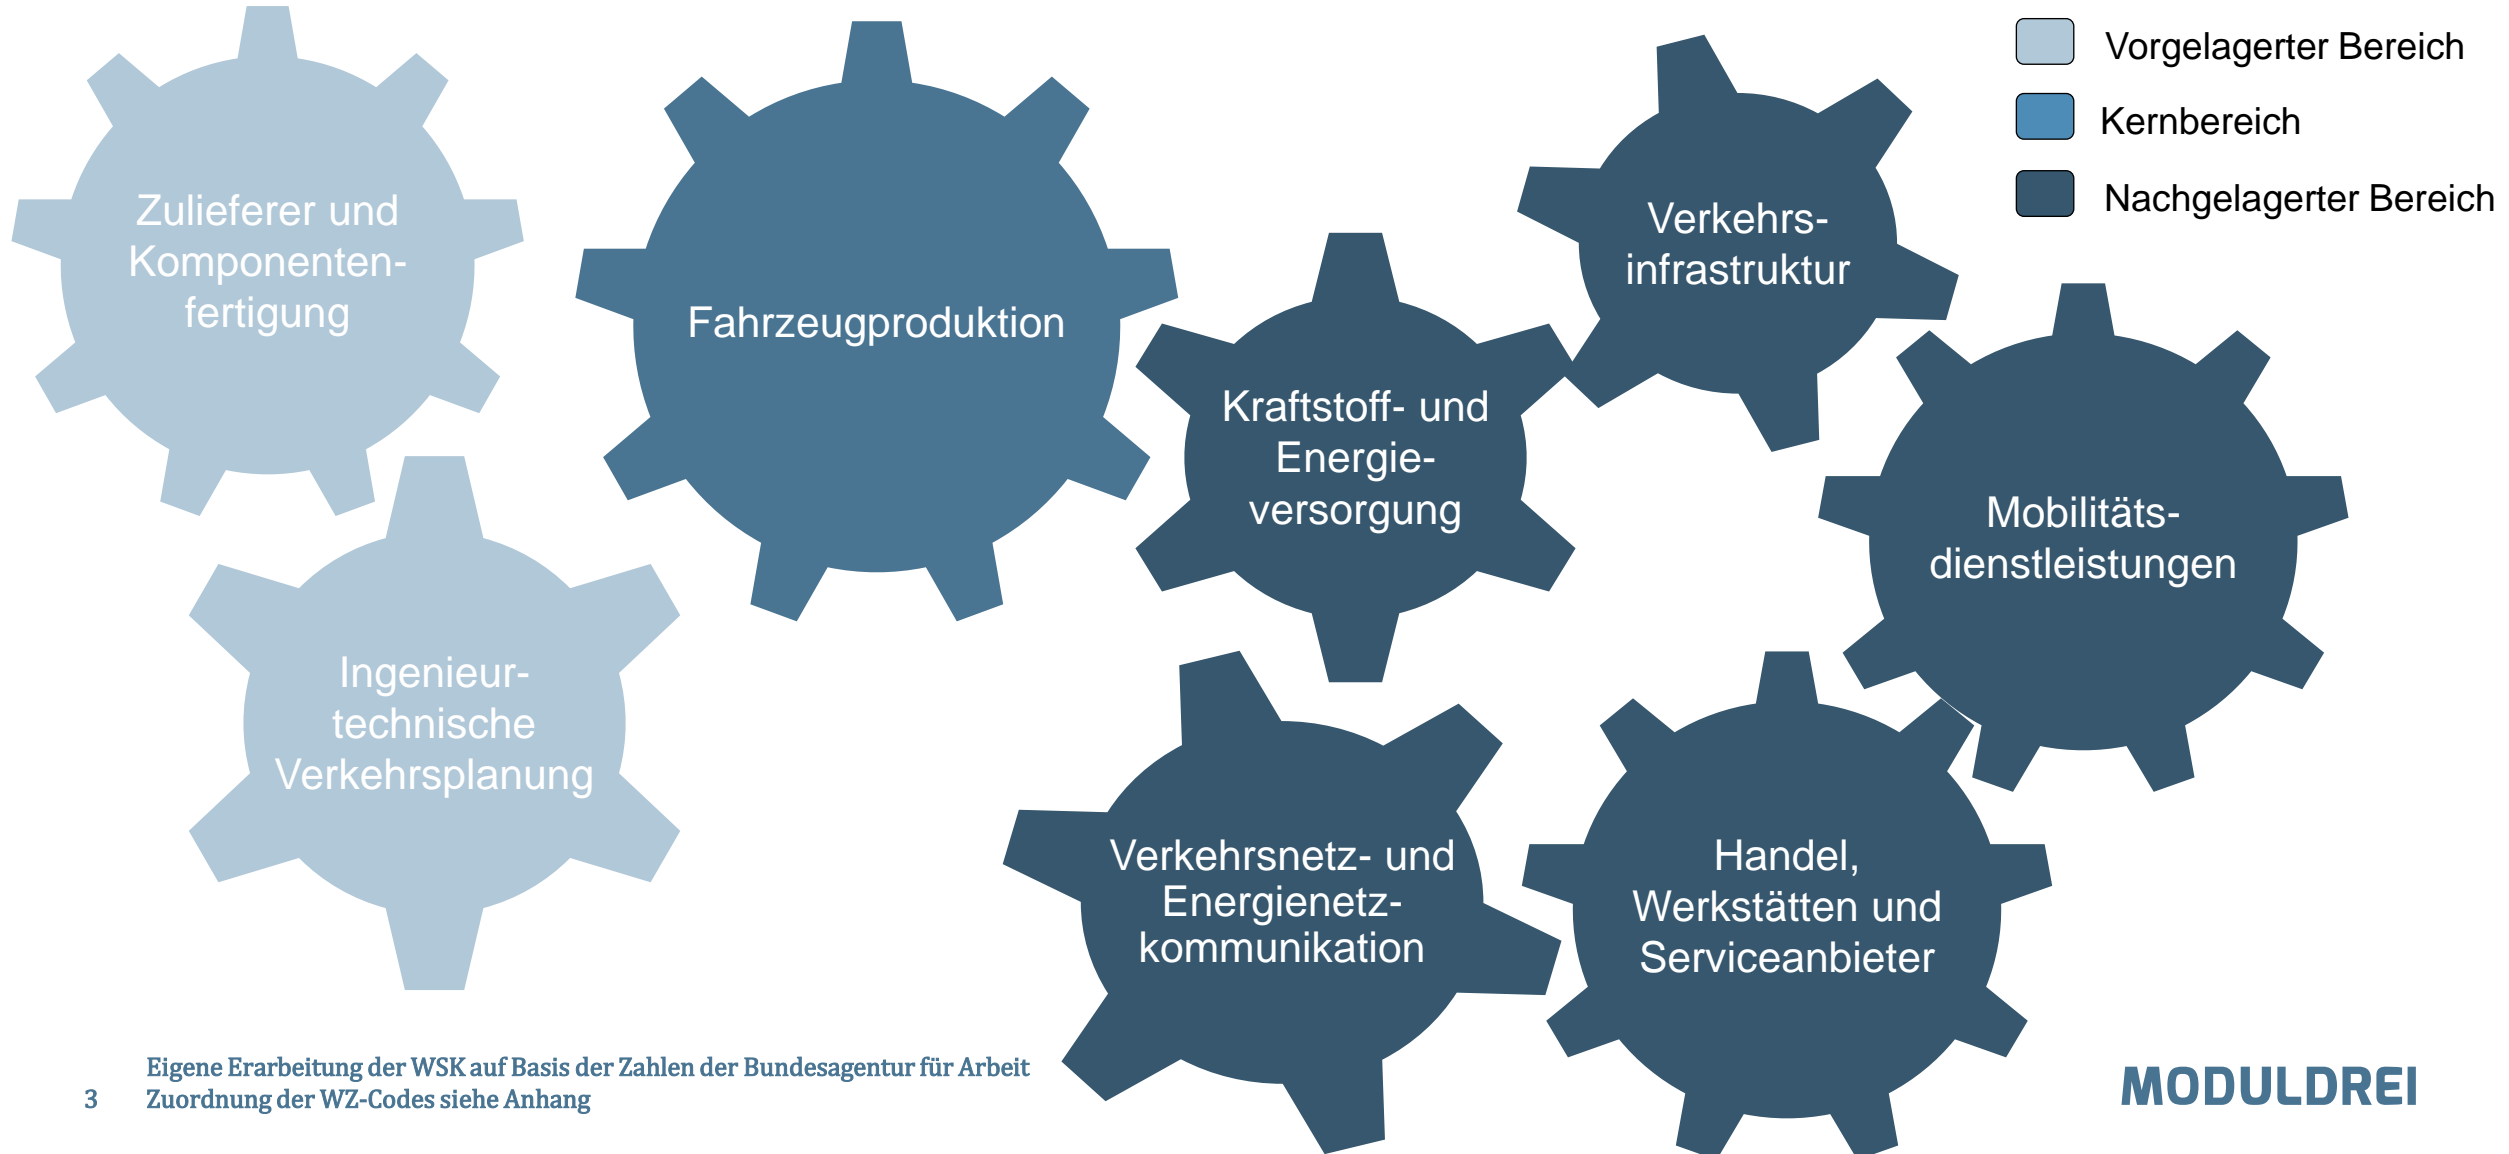 Vorgelagerter Bereich
Kernbereich
Nachgelagerter Bereich
Zulieferer und
Komponenten-
fertigung
Fahrzeugproduktion
Verkehrs-
infrastruktur
Kraftstoff- und
Energie-
versorgung
Mobilitäts-
dienstleistungen
Ingenieur-
technische
Verkehrsplanung
Verkehrsnetz- und
Energienetz-
kommunikation
Handel,
Werkstätten und
Serviceanbieter
Eigene Erarbeitung der WSK auf Basis der Zahlen der Bundesagentur für Arbeit
3 Zuordnung der WZ-Codes siehe Anhang
MODULDREI